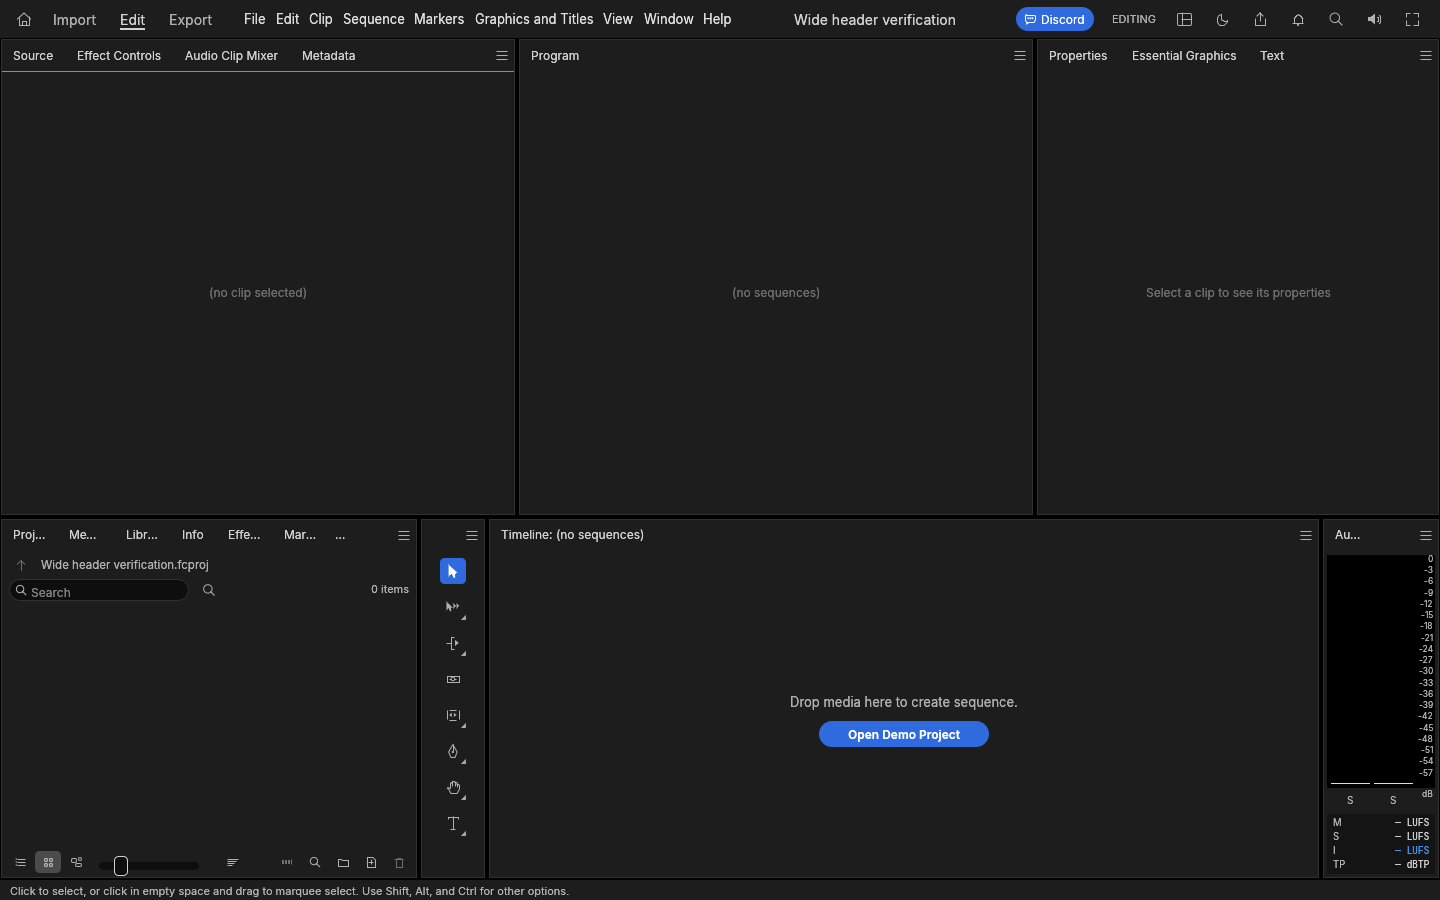 Import Edit Export File Edit Clip Sequence Markers Graphics and Titles View Window Help Wide header verification Discord EDITING
Source Effect Controls Audio Clip Mixer Metadata
(no clip selected)
Program
(no sequences)
Properties Essential Graphics Text
Select a clip to see its properties
Proj... Me... Libr... Info Effe... Mar... ...
Wide header verification.fcproj
Search
0 items
Timeline: (no sequences)
Drop media here to create sequence.
Open Demo Project
Au...
0
-3
-6
-9
-12
-15
-18
-21
-24
-27
-30
-33
-36
-39
-42
-45
-48
-51
-54
-57
dB
S S
M – LUFS
S – LUFS
I – LUFS
TP – dBTP
Click to select, or click in empty space and drag to marquee select. Use Shift, Alt, and Ctrl for other options.